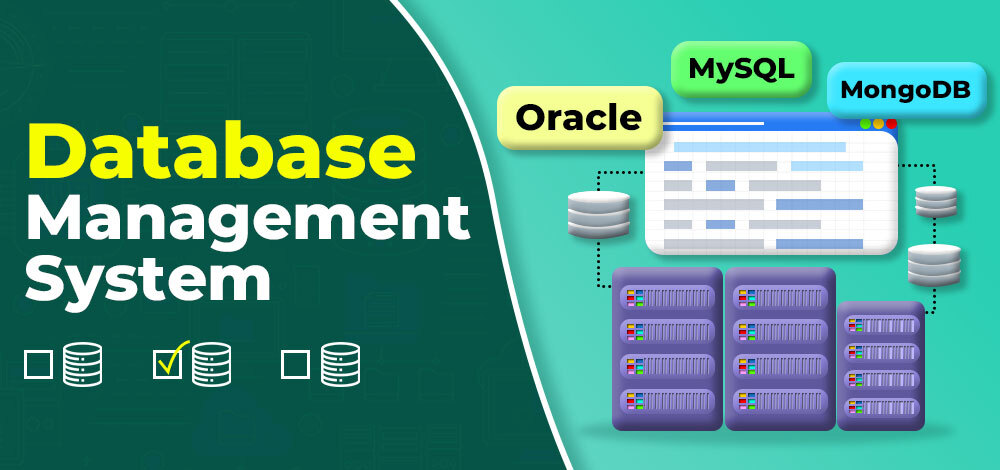 Database
Management
System
Oracle
MySQL
MongoDB